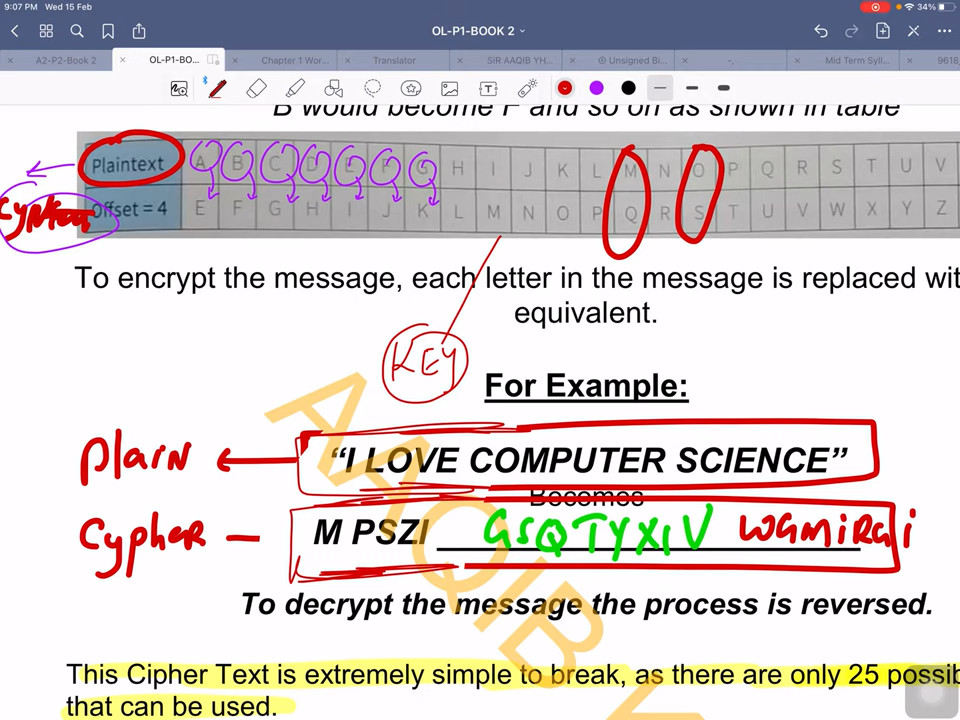 9:07 PM Wed 15 Feb
34%
OL-P1-BOOK 2
A2-P2-Book 2
OL-P1-BO...
Chapter 1 Wor...
Translator
SIR AAQIB YH...
Unsigned Bi...
Mid Term Syll...
9618
B would become F and so on as shown in table
Plaintext A B C D E F G H I J K L M N O P Q R S T U V
Offset = 4 E F G H I J K L M N O P Q R S T U V W X Y Z
To encrypt the message, each letter in the message is replaced wit
equivalent.
KEY
For Example:
Plain “I LOVE COMPUTER SCIENCE”
Becomes
Cypher M PSZI GSQTYXIV WGMIRGI
To decrypt the message the process is reversed.
This Cipher Text is extremely simple to break, as there are only 25 possib
that can be used.
AAQIB